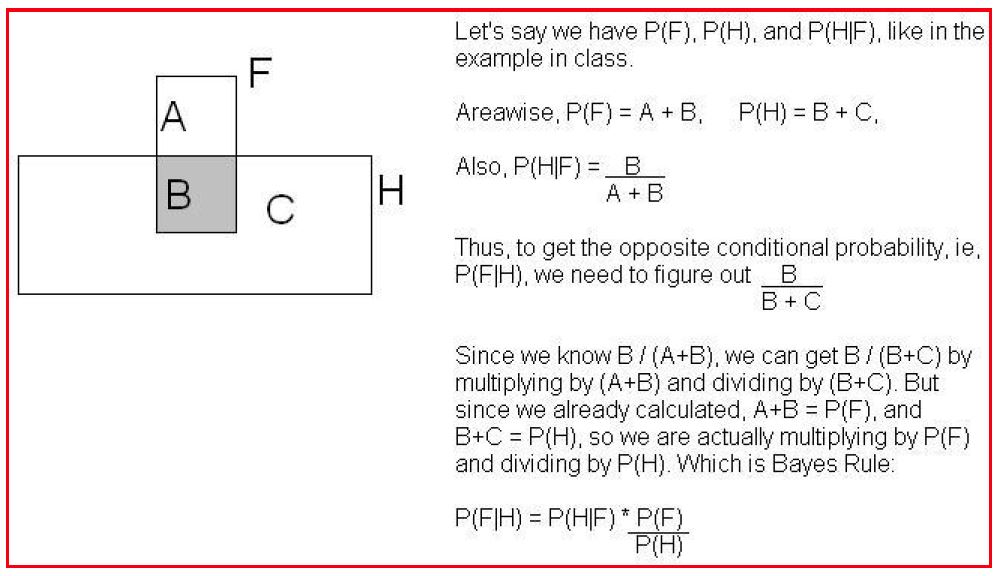 F
A
B
C
H
Let's say we have P(F), P(H), and P(H|F), like in the
example in class.
Areawise, P(F) = A + B, P(H) = B + C,
Also, P(H|F) = B
A + B
Thus, to get the opposite conditional probability, ie,
P(F|H), we need to figure out B
B + C
Since we know B / (A+B), we can get B / (B+C) by
multiplying by (A+B) and dividing by (B+C). But
since we already calculated, A+B = P(F), and
B+C = P(H), so we are actually multiplying by P(F)
and dividing by P(H). Which is Bayes Rule:
P(F|H) = P(H|F) * P(F)
P(H)